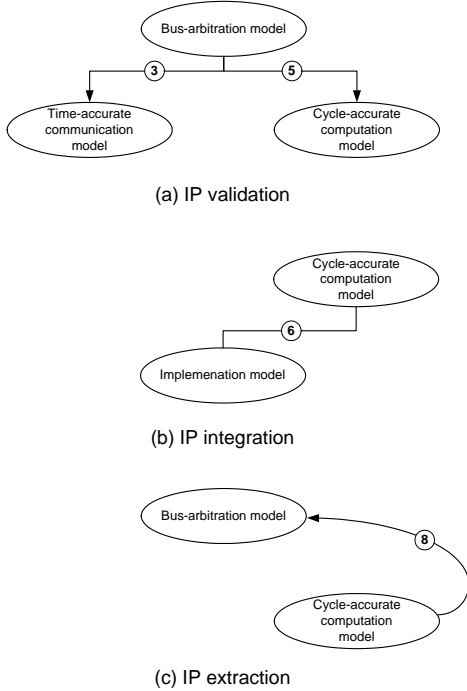 Bus-arbitration model
3
5
Time-accurate
communication
model
Cycle-accurate
computation
model
(a) IP validation
Cycle-accurate
computation
model
6
Implemenation model
(b) IP integration
Bus-arbitration model
8
Cycle-accurate
computation
model
(c) IP extraction